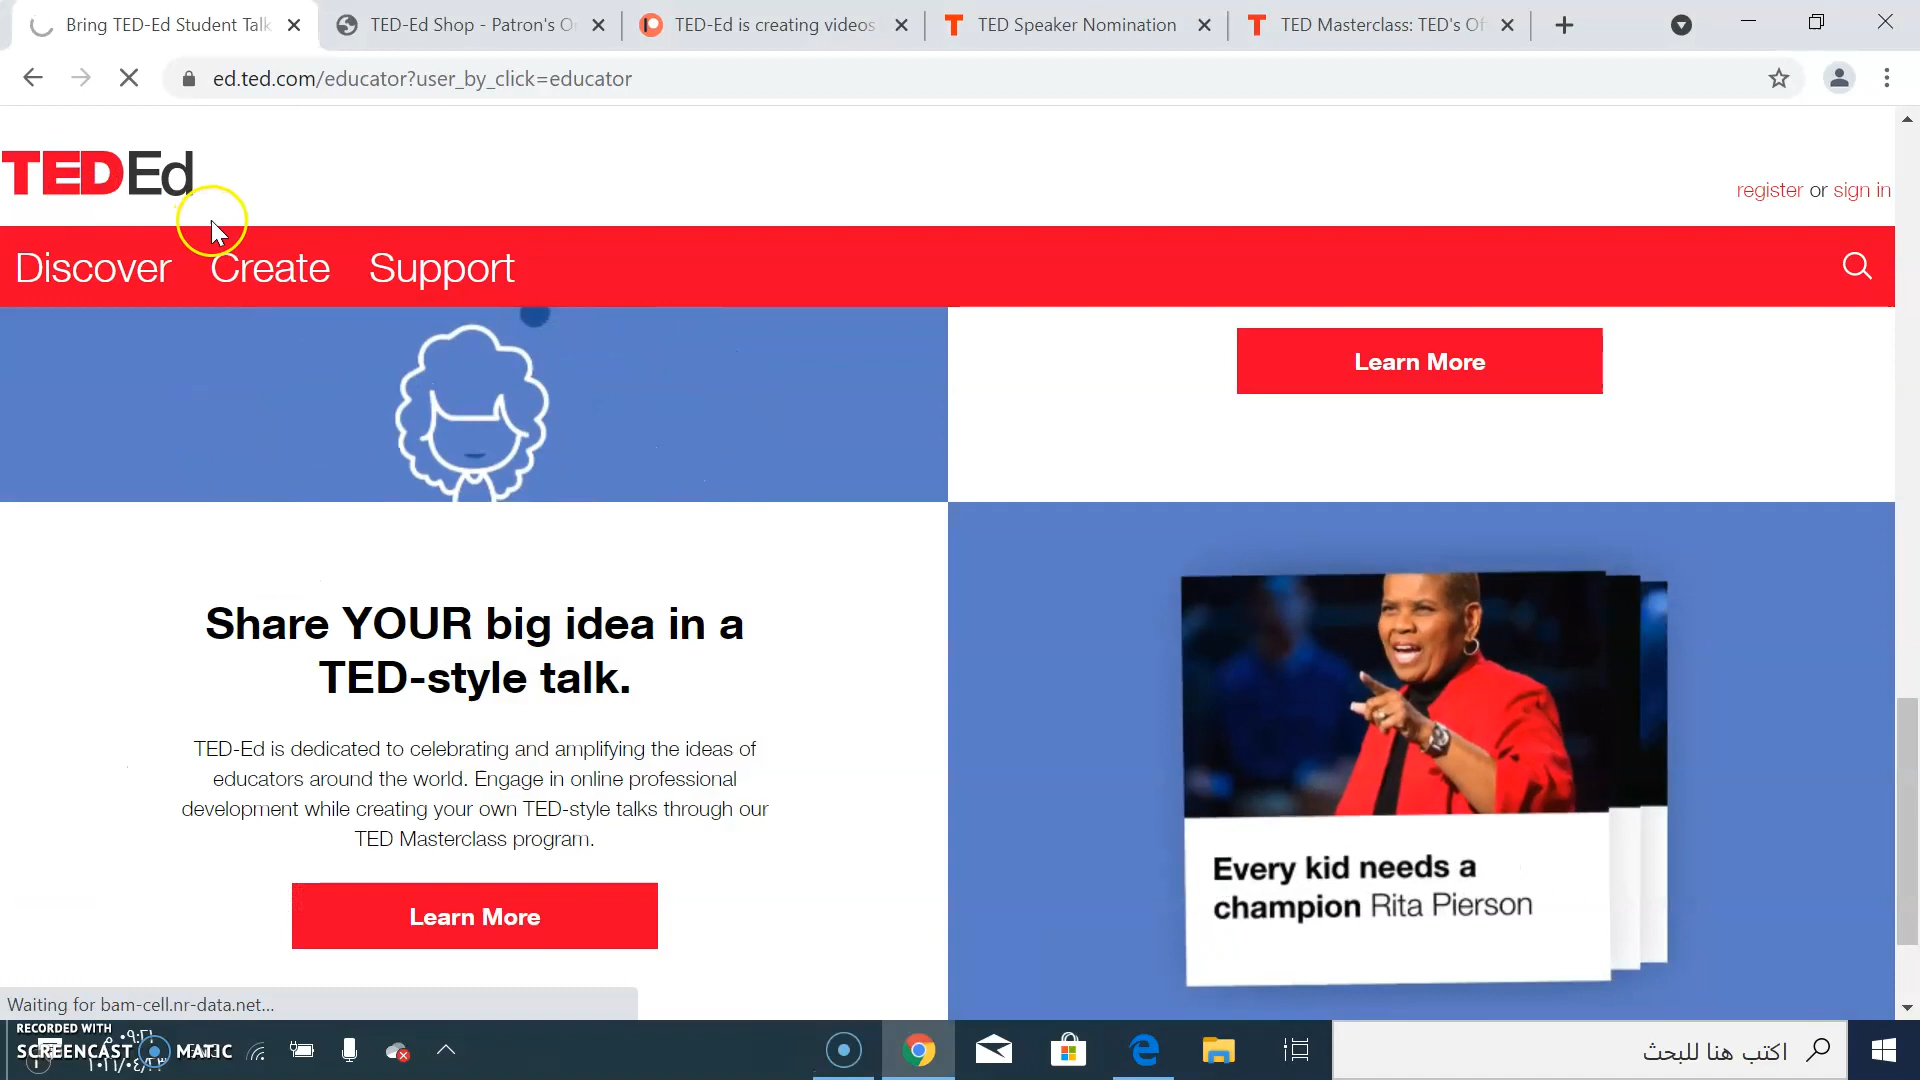 Bring TED-Ed Student Talk
TED-Ed Shop - Patron's O
TED-Ed is creating videos
TED Speaker Nomination
TED Masterclass: TED's Of
ed.ted.com/educator?user_by_click=educator
TEDEd
register or sign in
Discover Create Support
Learn More
Share YOUR big idea in a
TED-style talk.
TED-Ed is dedicated to celebrating and amplifying the ideas of
educators around the world. Engage in online professional
development while creating your own TED-style talks through our
TED Masterclass program.
Learn More
Every kid needs a
champion Rita Pierson
Waiting for bam-cell.nr-data.net...
RECORDED WITH
SCREENCAST MATIC
اكتب هنا للبحث